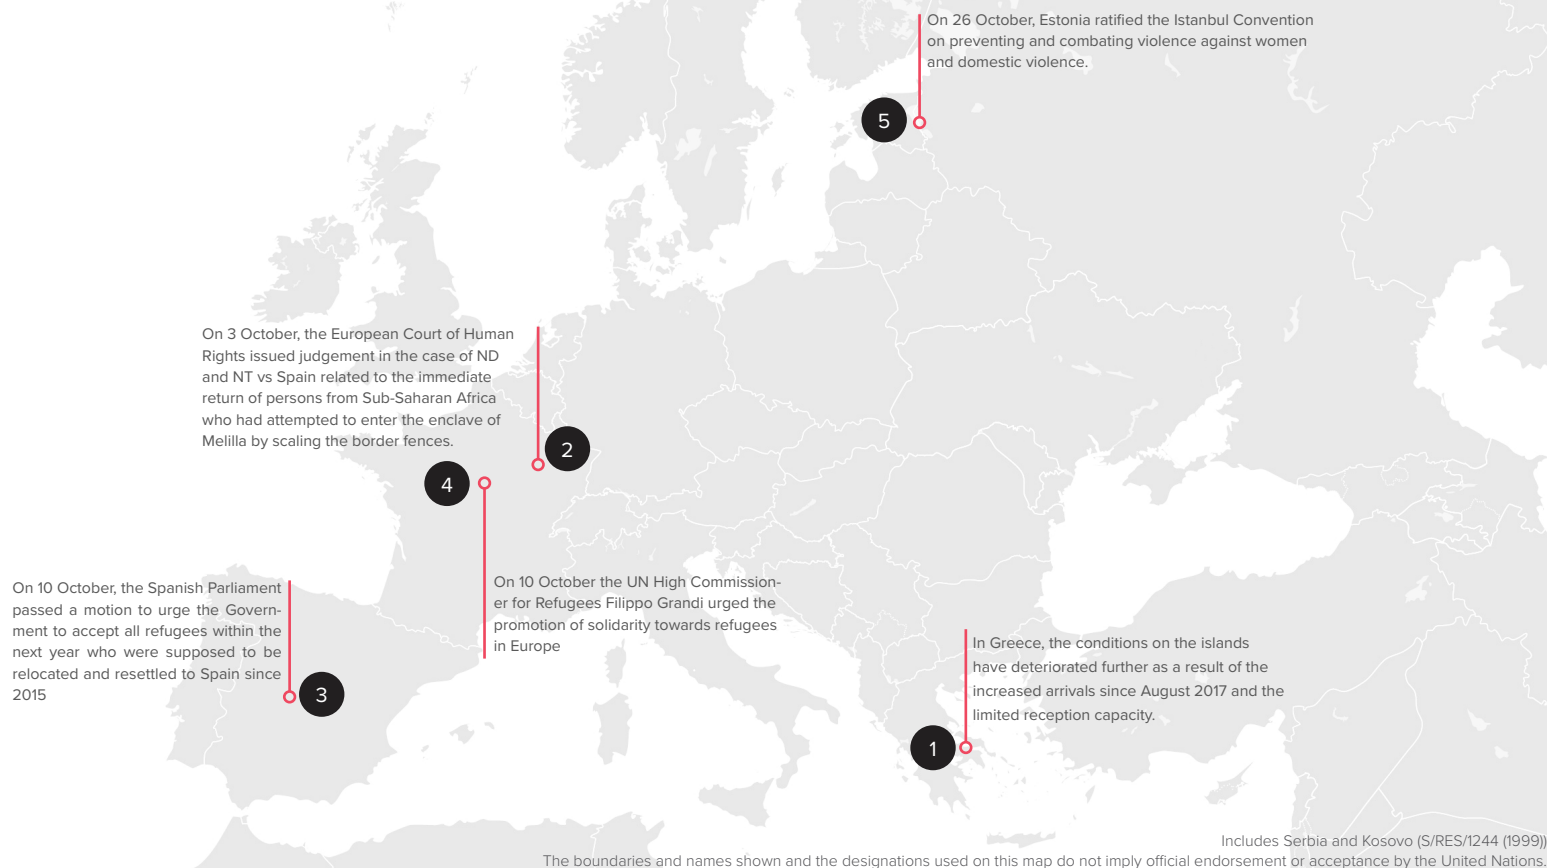 On 26 October, Estonia ratified the Istanbul Convention
on preventing and combating violence against women
and domestic violence.
5
On 3 October, the European Court of Human
Rights issued judgement in the case of ND
and NT vs Spain related to the immediate
return of persons from Sub-Saharan Africa
who had attempted to enter the enclave of
Melilla by scaling the border fences.
2
4
On 10 October, the Spanish Parliament
passed a motion to urge the Govern-
ment to accept all refugees within the
next year who were supposed to be
relocated and resettled to Spain since
2015
3
On 10 October the UN High Commission-
er for Refugees Filippo Grandi urged the
promotion of solidarity towards refugees
in Europe
In Greece, the conditions on the islands
have deteriorated further as a result of the
increased arrivals since August 2017 and the
limited reception capacity.
1
Includes Serbia and Kosovo (S/RES/1244 (1999))
The boundaries and names shown and the designations used on this map do not imply official endorsement or acceptance by the United Nations.